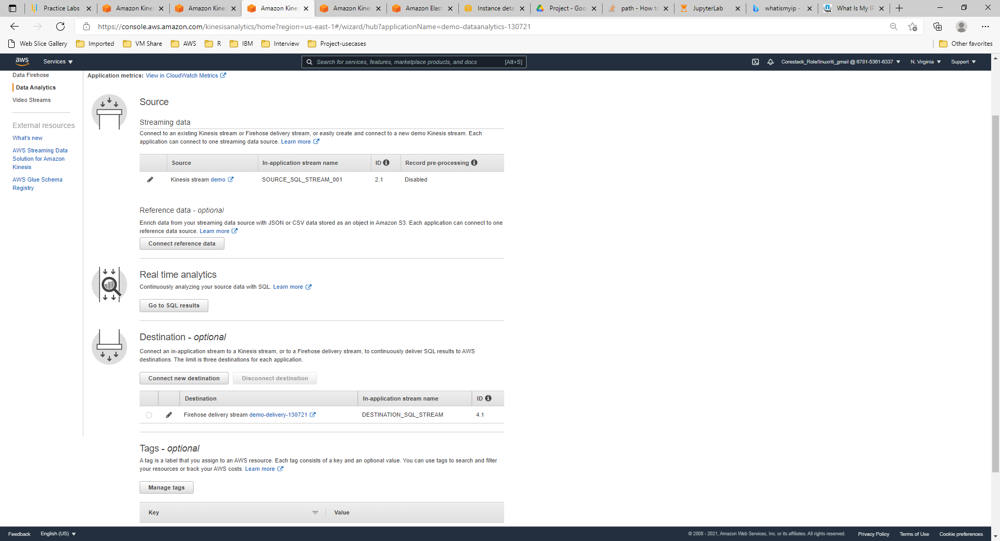 Practice Labs
Amazon Kine
Amazon Kine
Amazon Kine
Amazon Kine
Amazon Elast
Instance deta
Project - Goo
path - How to
JupyterLab
whatismyip -
What Is My IP
https://console.aws.amazon.com/kinesisanalytics/home?region=us-east-1#/wizard/hub?applicationName=demo-dataanalytics-130721
Web Slice Gallery
Imported
VM Share
AWS
R
IBM
Interview
Project-usecases
Other favorites
aws
Services
Search for services, features, marketplace products, and docs
[Alt+S]
Corestack_Role/linuxriti_gmail @ 6781-5361-6337
N. Virginia
Support
Data Firehose
Data Analytics
Video Streams
External resources
What's new
AWS Streaming Data
Solution for Amazon
Kinesis
AWS Glue Schema
Registry
Application metrics: View in CloudWatch Metrics
Source
Streaming data
Connect to an existing Kinesis stream or Firehose delivery stream, or easily create and connect to a new demo Kinesis stream. Each
application can connect to one streaming data source. Learn more
Source
In-application stream name
ID
Record pre-processing
Kinesis stream demo
SOURCE_SQL_STREAM_001
2.1
Disabled
Reference data - optional
Enrich data from your streaming data source with JSON or CSV data stored as an object in Amazon S3. Each application can connect to one
reference data source. Learn more
Connect reference data
Real time analytics
Continuously analyzing your source data with SQL. Learn more
Go to SQL results
Destination - optional
Connect an in-application stream to a Kinesis stream, or to a Firehose delivery stream, to continuously deliver SQL results to AWS
destinations. The limit is three destinations for each application.
Connect new destination
Disconnect destination
Destination
In-application stream name
ID
Firehose delivery stream demo-delivery-130721
DESTINATION_SQL_STREAM
4.1
Tags - optional
A tag is a label that you assign to an AWS resource. Each tag consists of a key and an optional value. You can use tags to search and filter
your resources or track your AWS costs. Learn more
Manage tags
Key
Value
Feedback
English (US)
© 2008 - 2021, Amazon Web Services, Inc. or its affiliates. All rights reserved.
Privacy Policy
Terms of Use
Cookie preferences